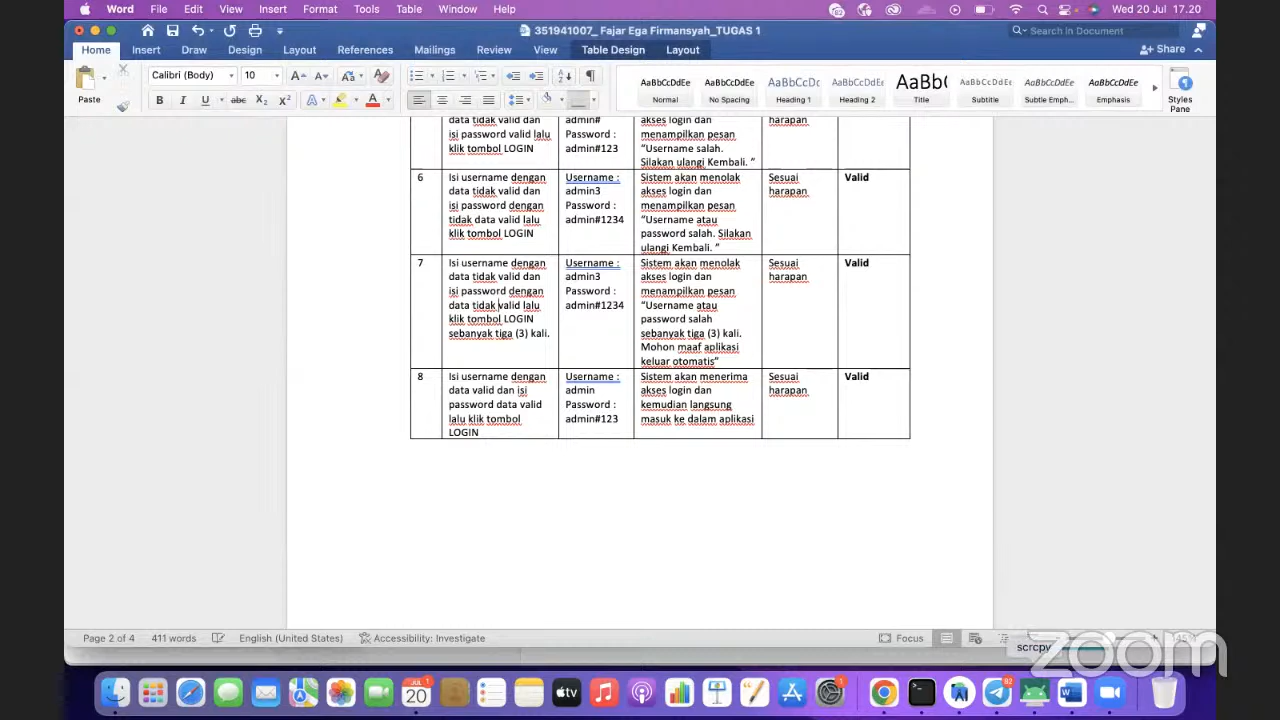 Word File Edit View Insert Format Tools Table Window Help Wed 20 Jul 17.20
351941007_ Fajar Ega Firmansyah_TUGAS 1
Search in Document
Home Insert Draw Design Layout References Mailings Review View Table Design Layout
Share
Paste
Calibri (Body) 10
AaBbCcDdEe AaBbCcDdEe AaBbCcDc AaBbCcDdEe AaBb( AaBbCcDdEe AaBbCcDdEe AaBbCcDdEe
Normal No Spacing Heading 1 Heading 2 Title Subtitle Subtle Emph... Emphasis
Styles
Pane
data tidak valid dan
isi password valid lalu
klik tombol LOGIN
admin#
Password :
admin#123
akses login dan
menampilkan pesan
“Username salah.
Silakan ulangi Kembali. ”
harapan
6
Isi username dengan
data tidak valid dan
isi password dengan
tidak data valid lalu
klik tombol LOGIN
Username :
admin3
Password :
admin#1234
Sistem akan menolak
akses login dan
menampilkan pesan
“Username atau
password salah. Silakan
ulangi Kembali. ”
Sesuai
harapan
Valid
7
Isi username dengan
data tidak valid dan
isi password dengan
data tidak valid lalu
klik tombol LOGIN
sebanyak tiga (3) kali.
Username :
admin3
Password :
admin#1234
Sistem akan menolak
akses login dan
menampilkan pesan
“Username atau
password salah
sebanyak tiga (3) kali.
Mohon maaf aplikasi
keluar otomatis”
Sesuai
harapan
Valid
8
Isi username dengan
data valid dan isi
password data valid
lalu klik tombol
LOGIN
Username :
admin
Password :
admin#123
Sistem akan menerima
akses login dan
kemudian langsung
masuk ke dalam aplikasi
Sesuai
harapan
Valid
Page 2 of 4 411 words English (United States) Accessibility: Investigate Focus
scrcpy
zoom
JUL
20
tv
1
82